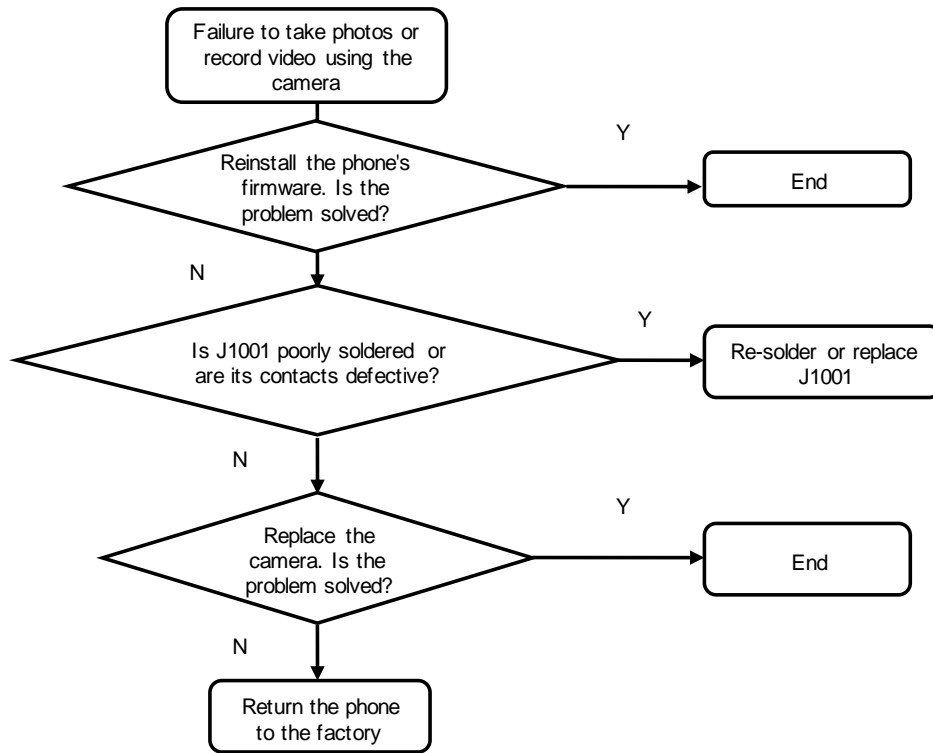 Failure to take photos or
record video using the
camera
Y
Reinstall the phone's
firmware. Is the
problem solved?
End
N
Y
Is J1001 poorly soldered or
are its contacts defective?
Re-solder or replace
J1001
N
Y
Replace the
camera. Is the
problem solved?
End
N
Return the phone
to the factory